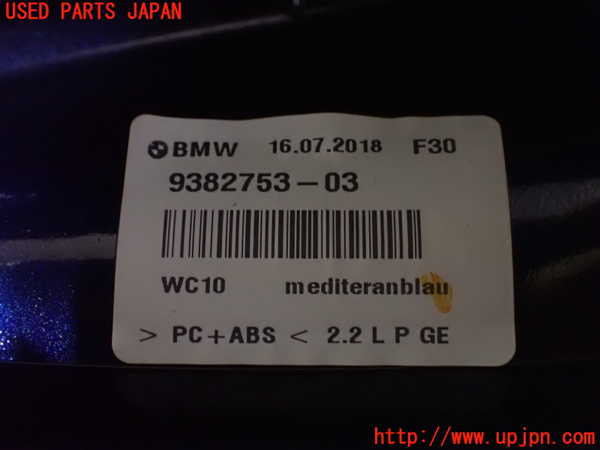 USED PARTS JAPAN
BMW 16.07.2018 F30
9382753-03
WC10 mediteranblau
> PC+ABS < 2.2 L P GE
UPJ
http://www.upjpn.com/